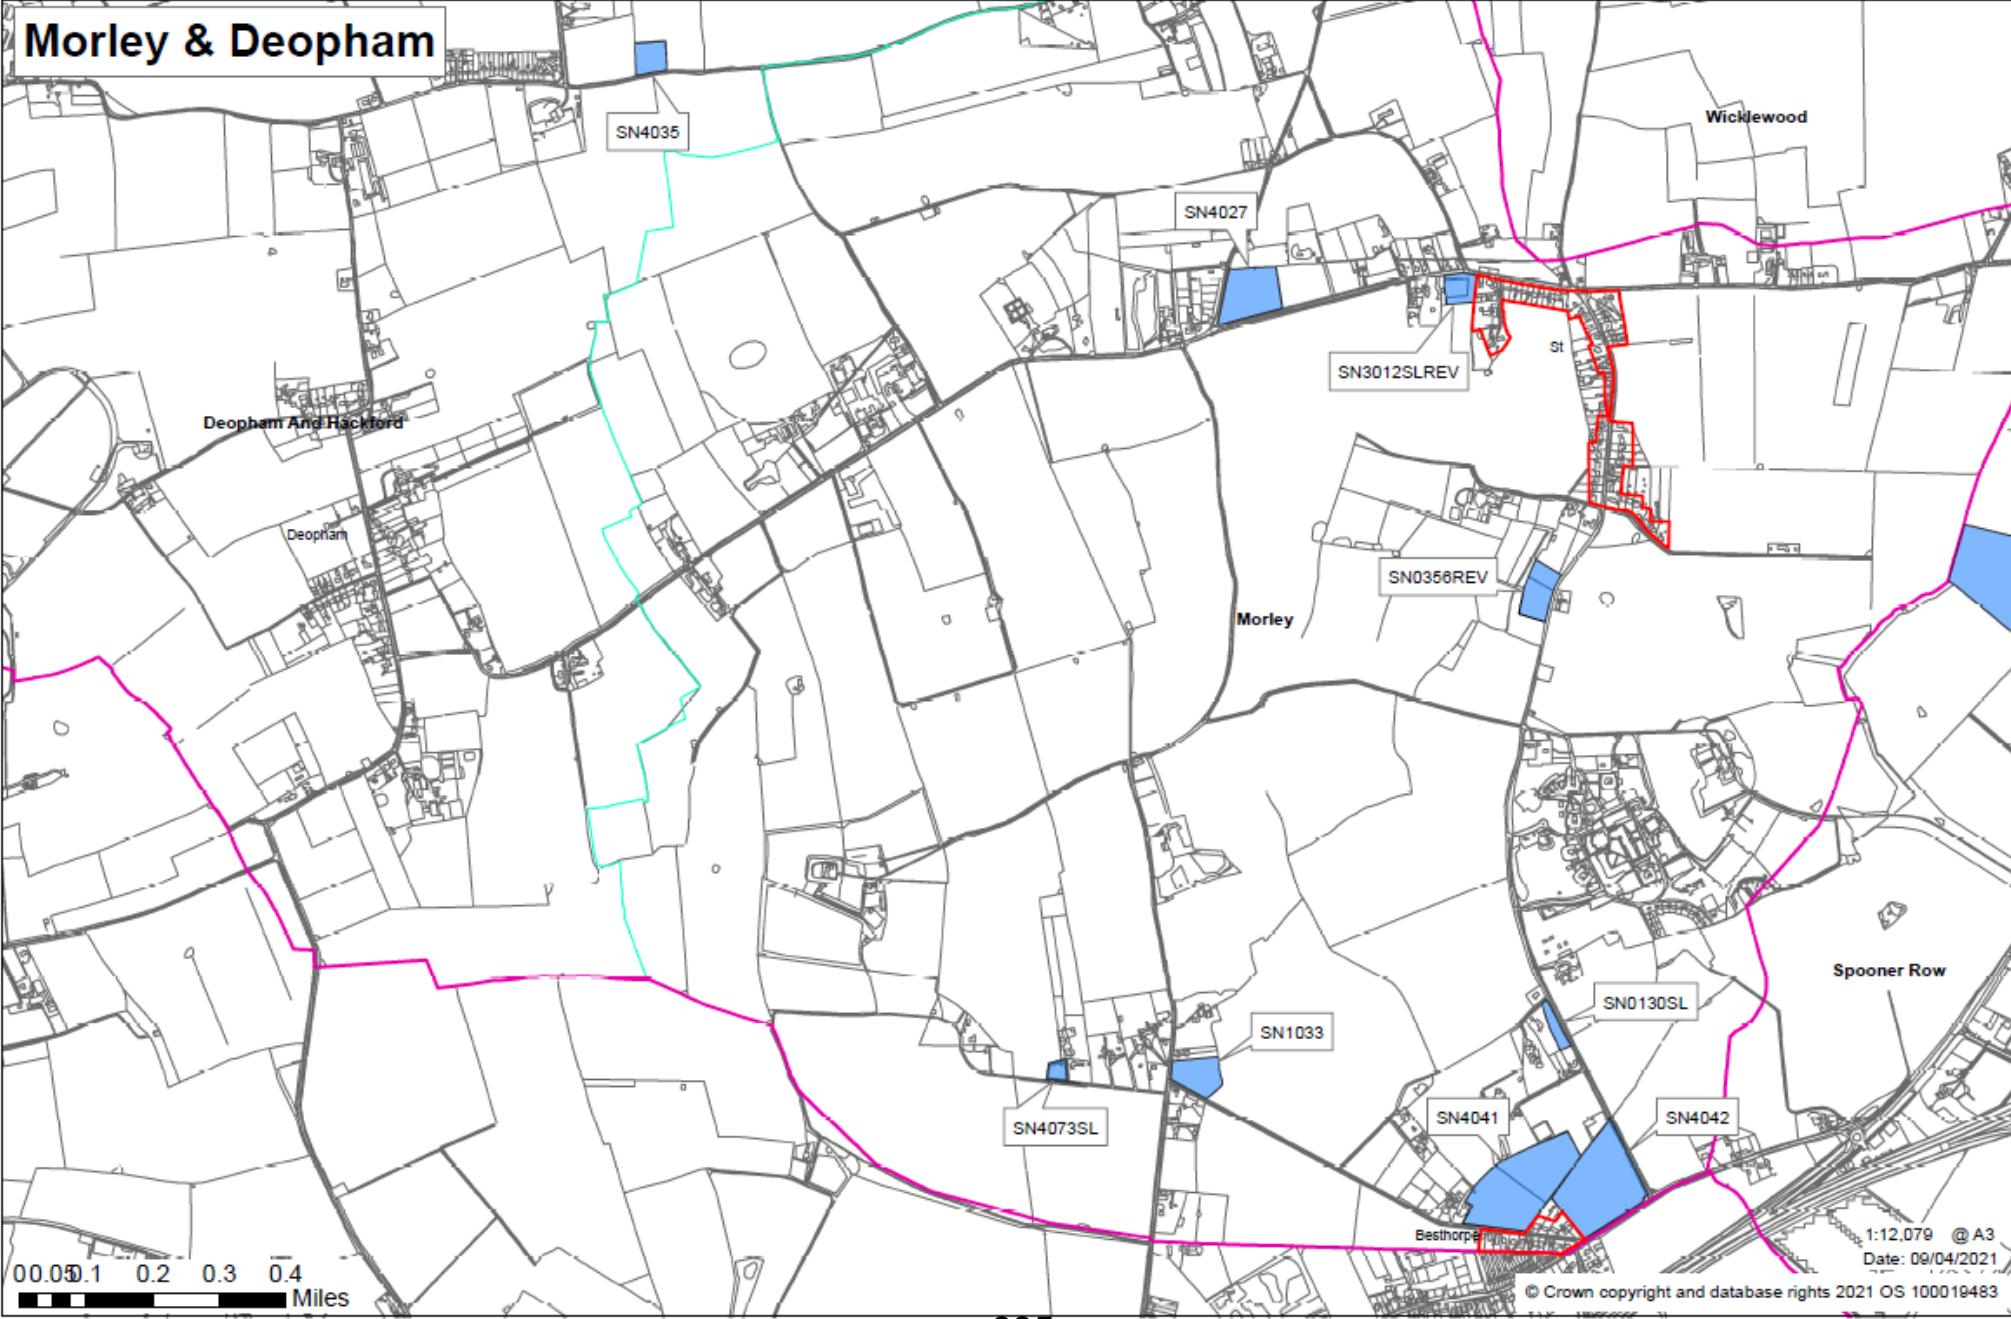 Morley & Deopham
Wicklewood
SN4035
SN4027
St
SN3012SLREV
Deopham And Hackford
Deopham
SN0356REV
Morley
Spooner Row
SN0130SL
SN1033
SN4073SL
SN4041
SN4042
Besthorpe
1:12,079 @ A3
Date: 09/04/2021
0 0.05 0.1 0.2 0.3 0.4
Miles
© Crown copyright and database rights 2021 OS 100019483